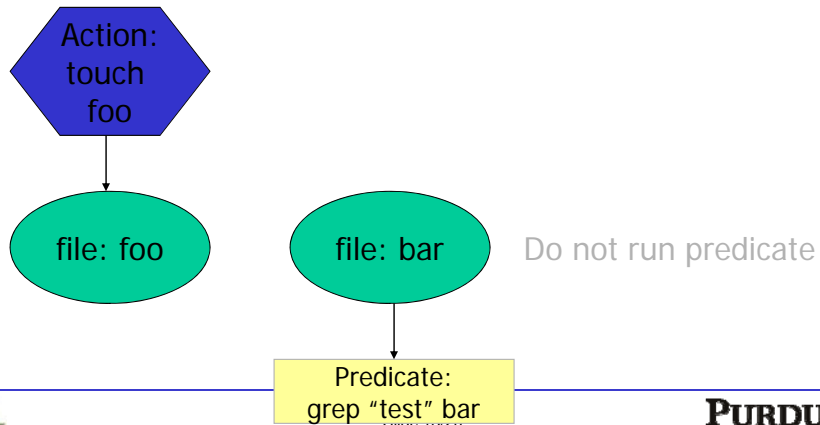 Action:
touch
foo
file: foo
file: bar
Do not run predicate
Predicate:
grep “test” bar